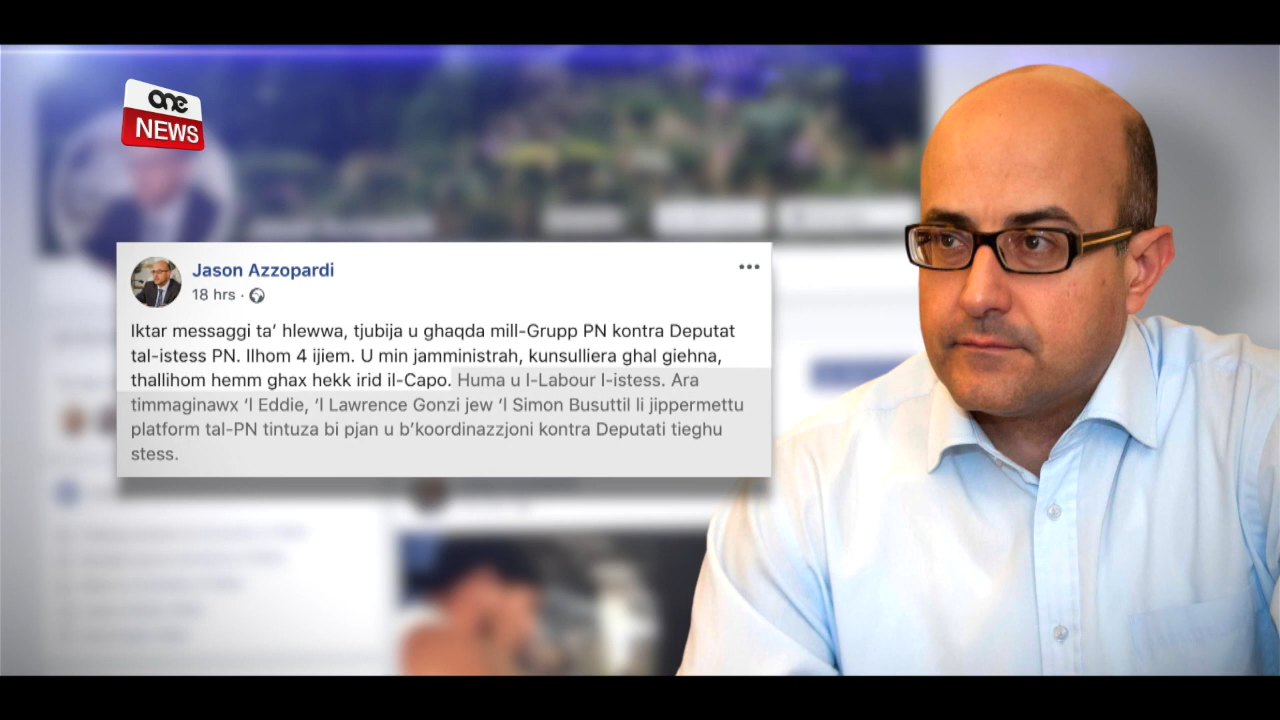 one
NEWS
Jason Azzopardi
18 hrs ·
Iktar messaggi ta’ hlewwa, tjubija u ghaqda mill-Grupp PN kontra Deputat
tal-istess PN. Ilhom 4 ijiem. U min jamministrah, kunsulliera ghal giehna,
thallihom hemm ghax hekk irid il-Capo. Huma u l-Labour l-istess. Ara
timmaginawx ‘l Eddie, ‘l Lawrence Gonzi jew ‘l Simon Busuttil li jippermettu
platform tal-PN tintuza bi pjan u b’koordinazzjoni kontra Deputati tieghu
stess.